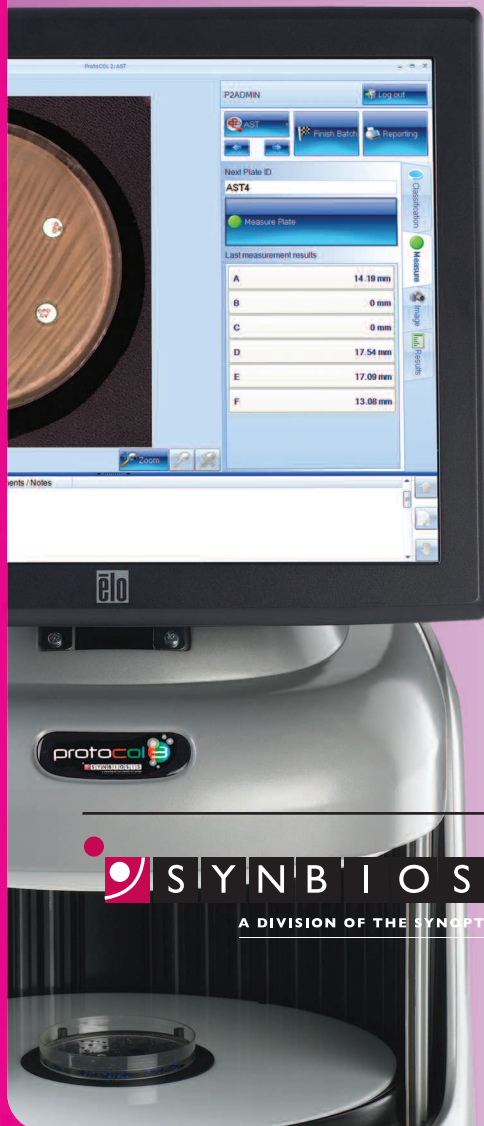 ProtoCOL 2: AST
P2ADMIN
Log out
AST
Finish Batch
Reporting
Next Plate ID
AST4
Measure Plate
Last measurement results
A 14.19 mm
B 0 mm
C 0 mm
D 17.54 mm
E 17.09 mm
F 13.08 mm
Classification
Measure
Image
Results
Zoom
ents / Notes
elo
protocol 3
SYNBIOSIS
SYNBIOS
A DIVISION OF THE SYNOPT